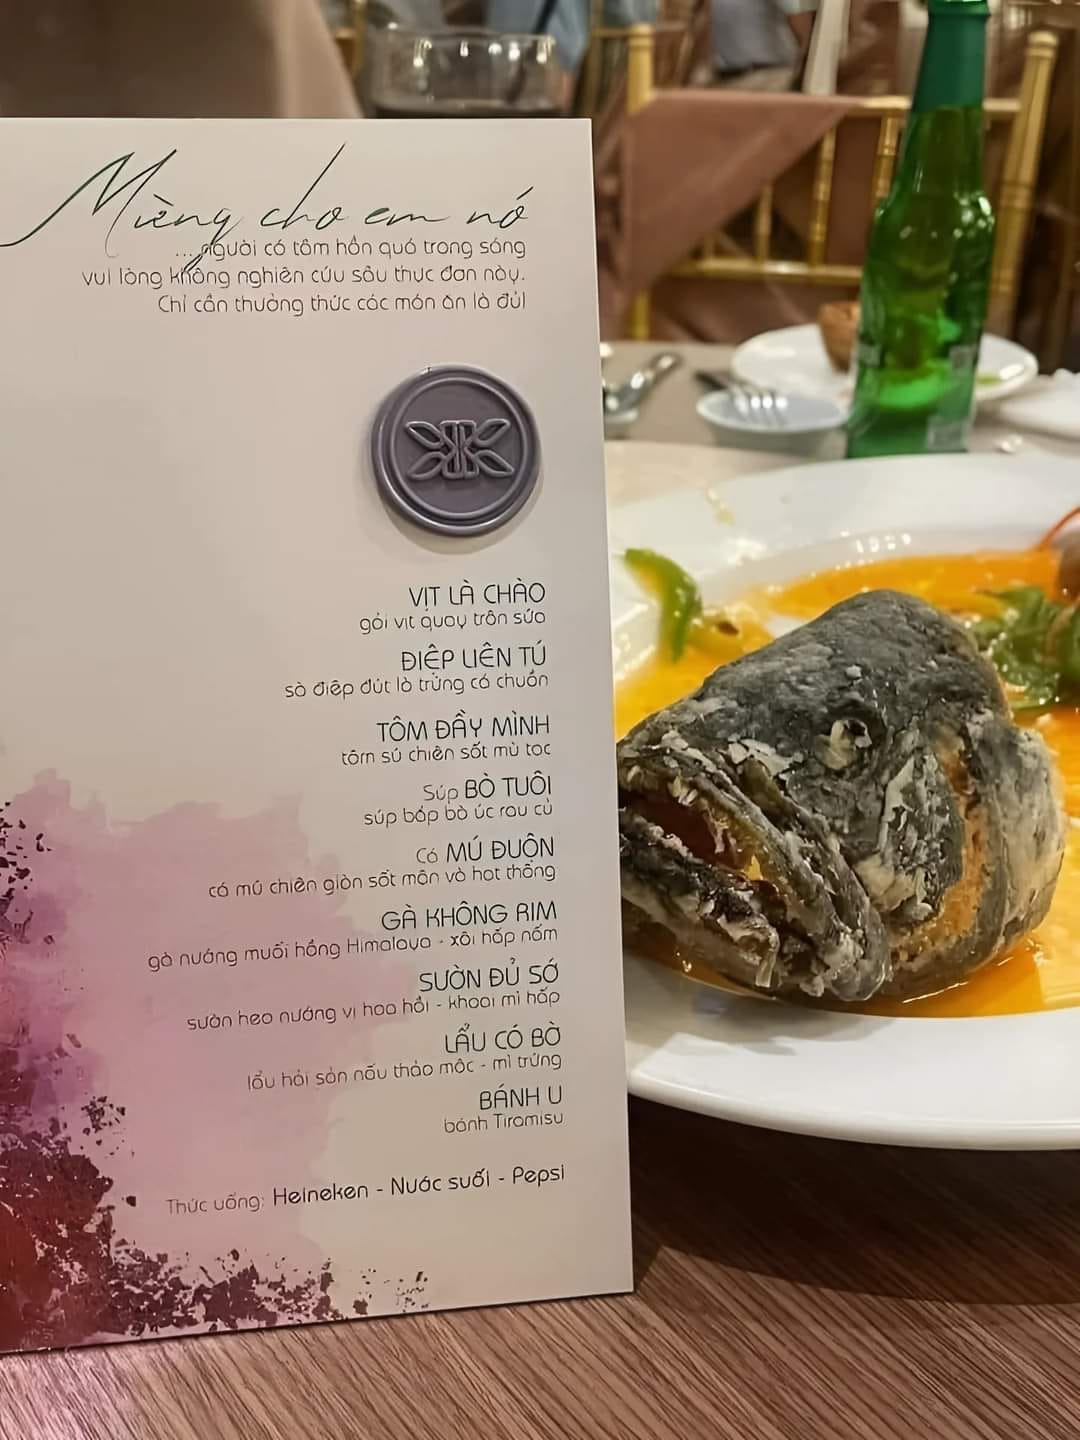 Mừng cho em nó
... người có tâm hồn quá trong sáng
vui lòng không nghiên cứu sâu thực đơn này.
Chỉ cần thưởng thức các món ăn là đủ!
VỊT LÀ CHÀO
gỏi vịt quay trộn sứa
ĐIỆP LIÊN TÚ
sò điệp đút lò trứng cá chuồn
TÔM ĐẦY MÌNH
tôm sú chiên sốt mù tạc
Súp BÒ TUÔI
súp bắp bò úc rau củ
Cá MÚ ĐUỘN
cá mú chiên giòn sốt mận và hạt thông
GÀ KHÔNG RIM
gà nướng muối hồng Himalaya - xôi hấp nấm
SƯỜN ĐỦ SỚ
sườn heo nướng vị hoa hồi - khoai mì hấp
LẨU CÓ BỜ
lẩu hải sản nấu thảo mộc - mì trứng
BÁNH U
bánh Tiramisu
Thức uống: Heineken - Nước suối - Pepsi